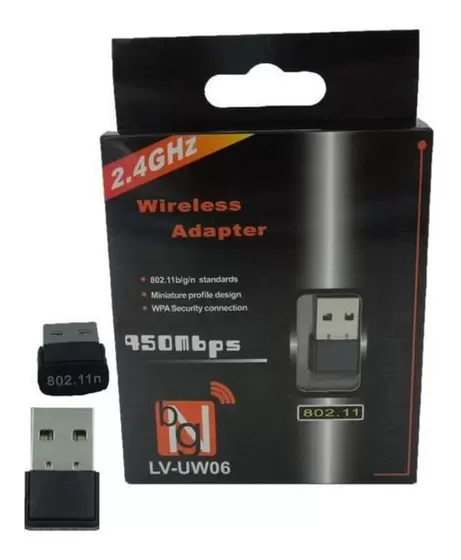 2.4GHz
Wireless
Adapter
802.11b/g/n standards
Miniature profile design
WPA Security connection
950Mbps
802.11
bgN
LV-UW06
802.11n